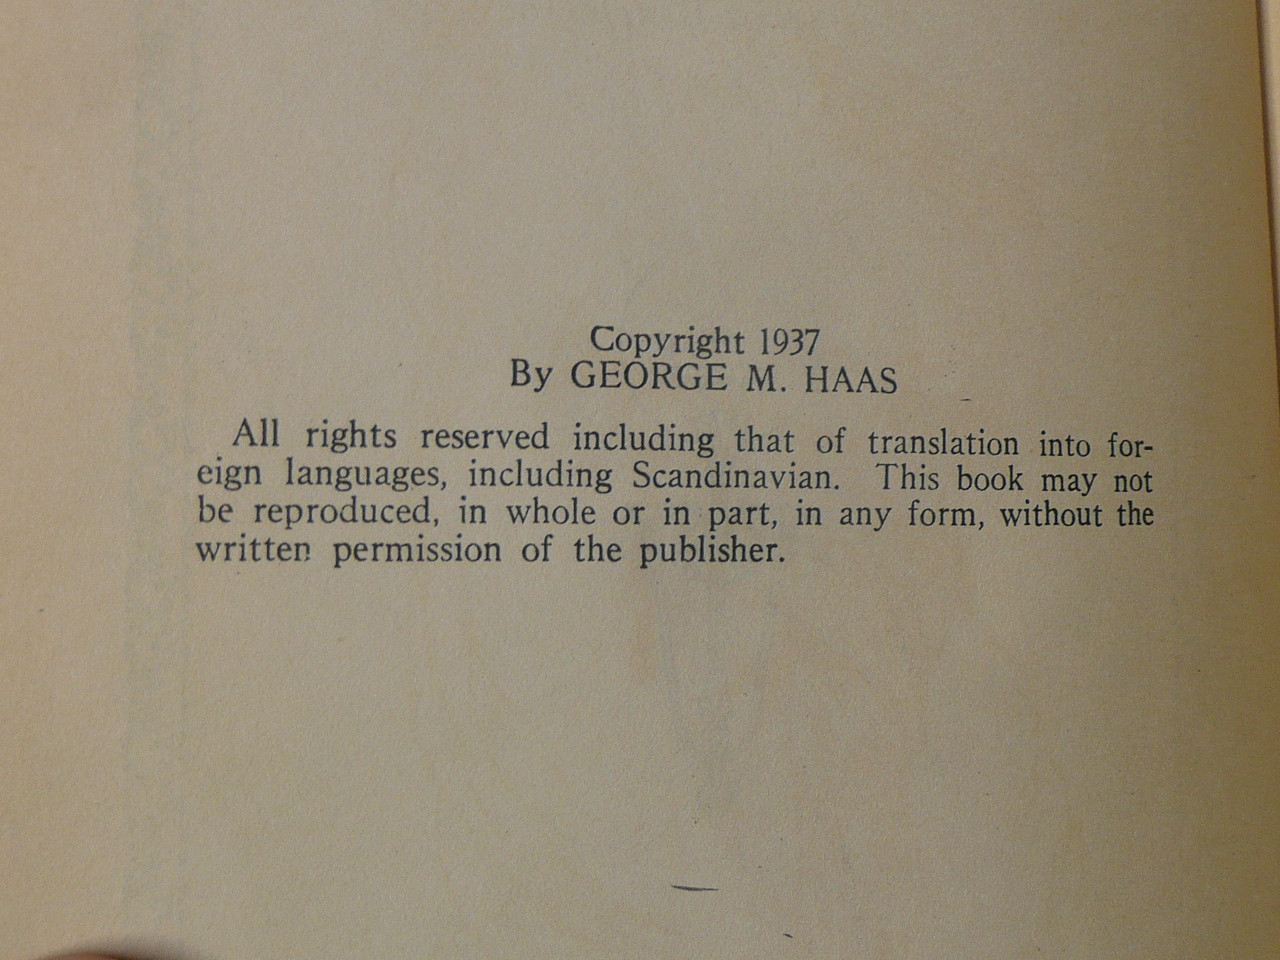 Copyright 1937
By GEORGE M. HAAS
All rights reserved including that of translation into for-
eign languages, including Scandinavian. This book may not
be reproduced, in whole or in part, in any form, without the
written permission of the publisher.